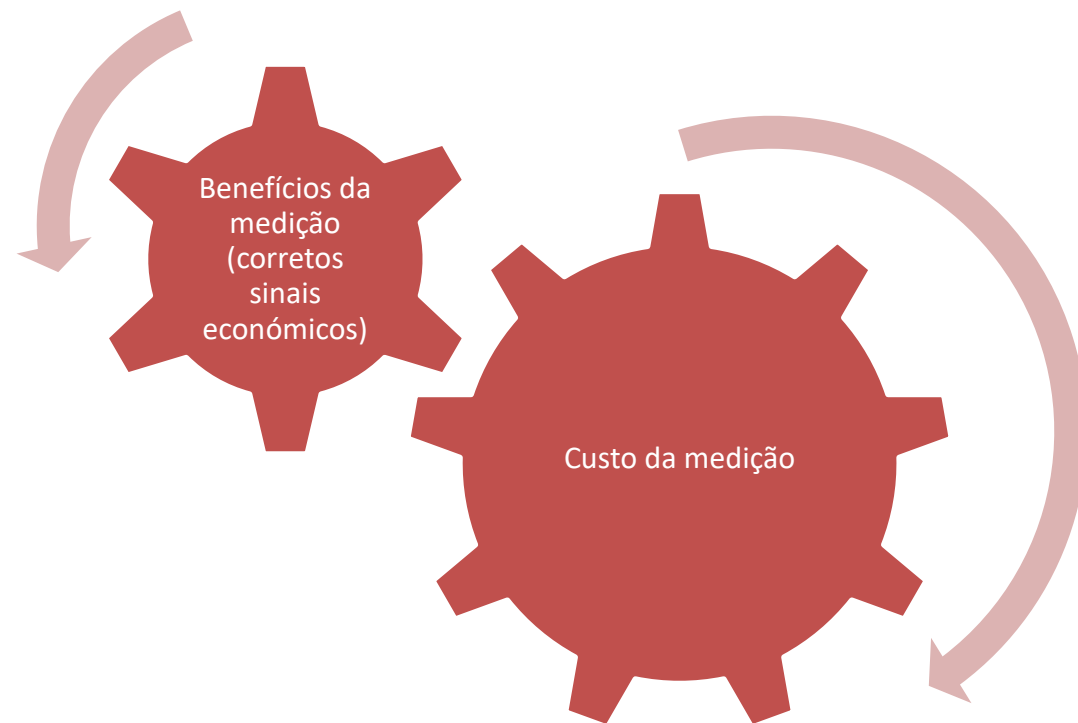 Benefícios da
medição
(corretos
sinais
económicos)
Custo da medição